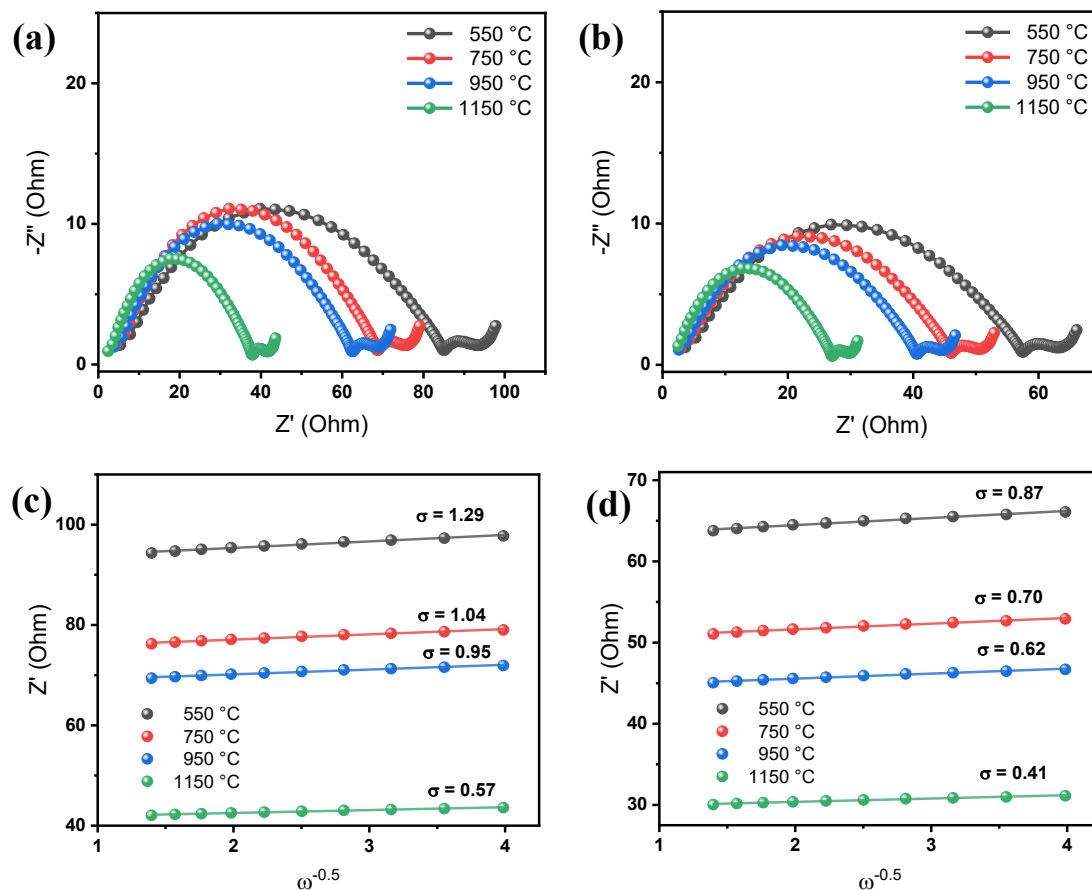 (a)
550 °C
750 °C
950 °C
1150 °C
20
10
0
-Z" (Ohm)
0 20 40 60 80 100
Z' (Ohm)
(b)
550 °C
750 °C
950 °C
1150 °C
20
10
0
-Z" (Ohm)
0 20 40 60
Z' (Ohm)
(c)
σ = 1.29
σ = 1.04
σ = 0.95
σ = 0.57
550 °C
750 °C
950 °C
1150 °C
100
80
60
40
Z' (Ohm)
1 2 3 4
ω-0.5
(d)
σ = 0.87
σ = 0.70
σ = 0.62
σ = 0.41
550 °C
750 °C
950 °C
1150 °C
70
60
50
40
30
Z' (Ohm)
1 2 3 4
ω-0.5